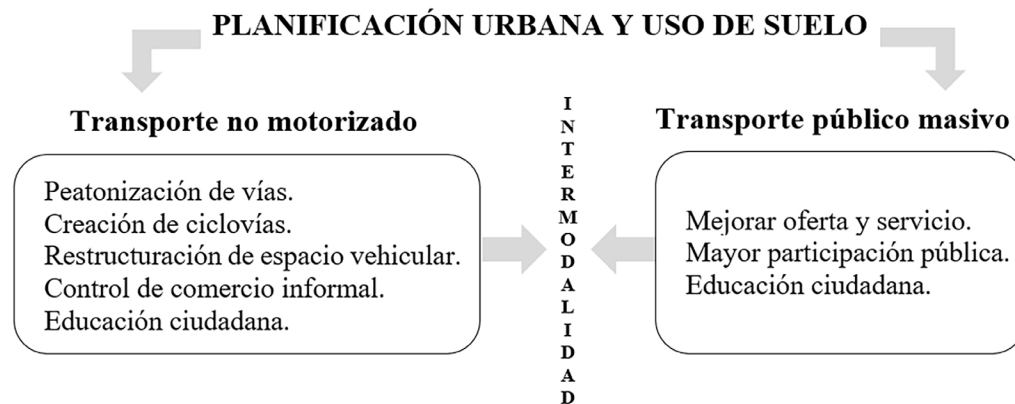 PLANIFICACIÓN URBANA Y USO DE SUELO
Transporte no motorizado
Peatonización de vías.
Creación de ciclovías.
Restructuración de espacio vehicular.
Control de comercio informal.
Educación ciudadana.
INTERMODALIDAD
Transporte público masivo
Mejorar oferta y servicio.
Mayor participación pública.
Educación ciudadana.